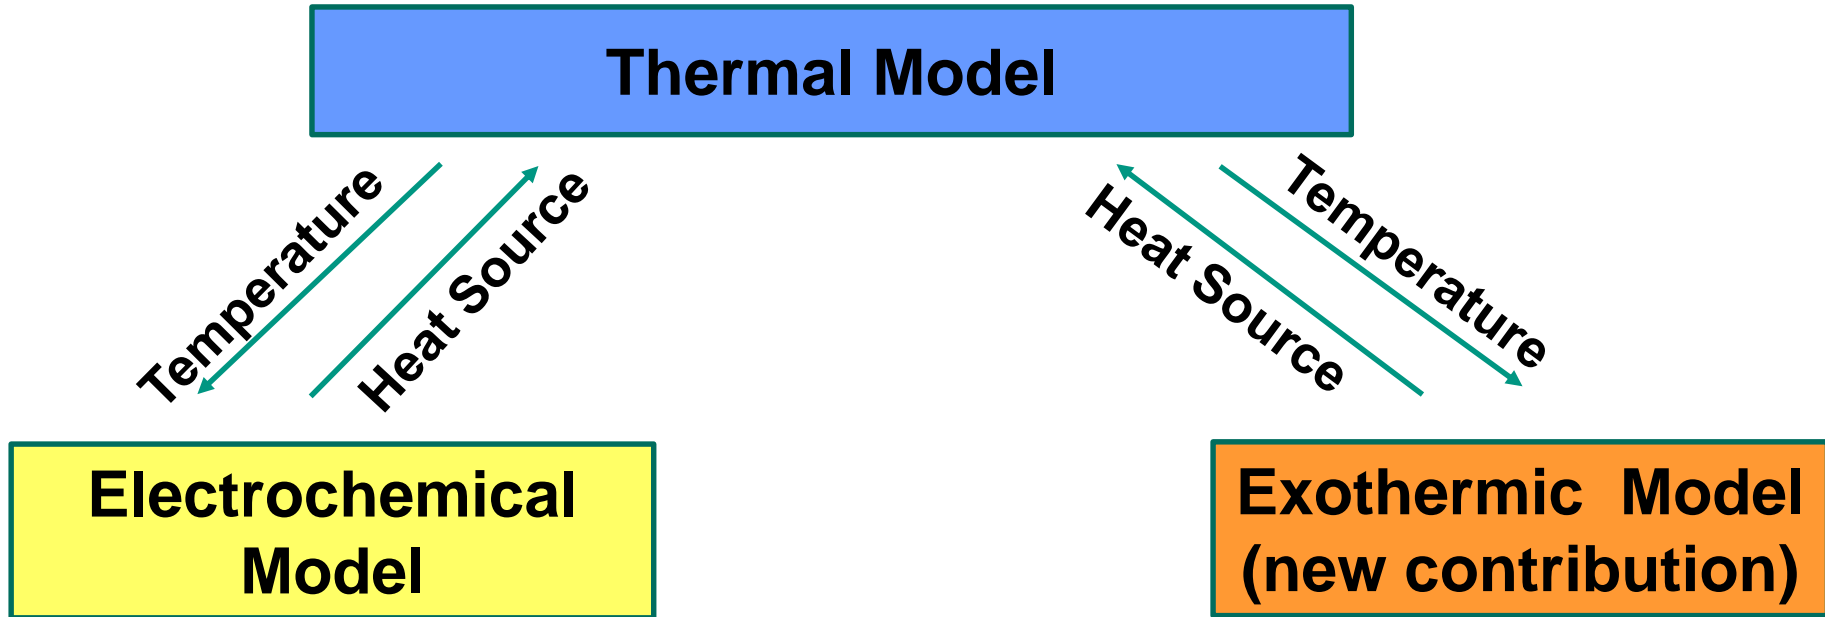 Thermal Model
Temperature
Heat Source
Heat Source
Temperature
Electrochemical
Model
Exothermic  Model
(new contribution)